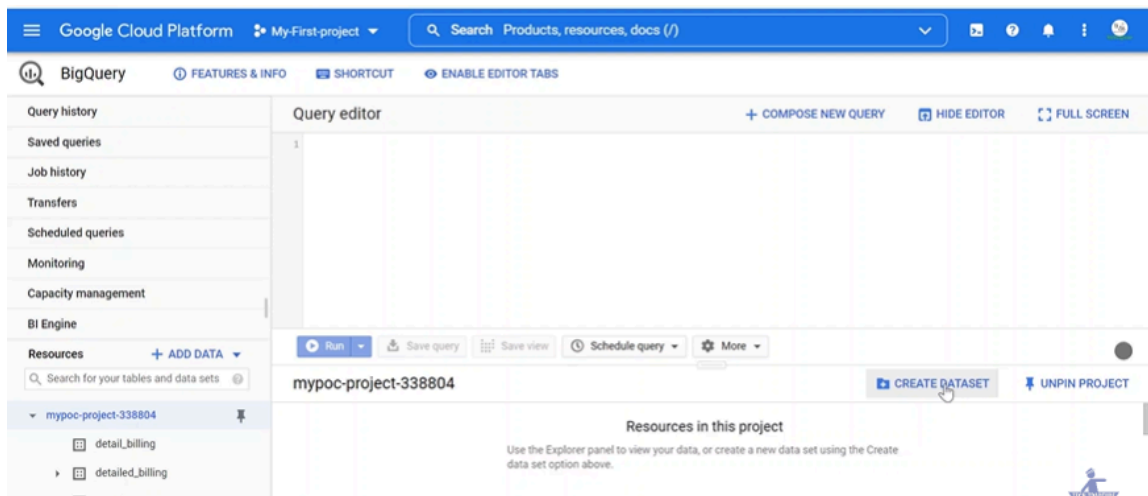 Google Cloud Platform My-First-project Search Products, resources, docs (/)
BigQuery FEATURES & INFO SHORTCUT ENABLE EDITOR TABS
Query history
Saved queries
Job history
Transfers
Scheduled queries
Monitoring
Capacity management
BI Engine
Resources + ADD DATA
Search for your tables and data sets
mypoc-project-338804
detail_billing
detailed_billing
Query editor + COMPOSE NEW QUERY HIDE EDITOR FULL SCREEN
1
Run Save query Save view Schedule query More
mypoc-project-338804 CREATE DATASET UNPIN PROJECT
Resources in this project
Use the Explorer panel to view your data, or create a new data set using the Create
data set option above.